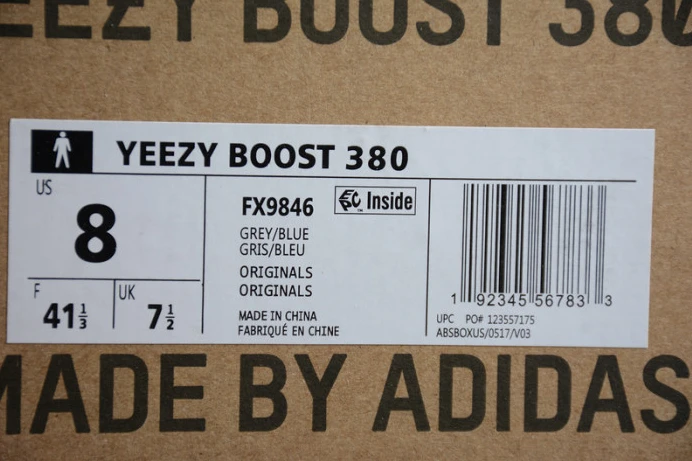 EEZY BOOST 380
YEEZY BOOST 380
US
8
F
41 1/3
UK
7 1/2
FX9846
EPC Inside
GREY/BLUE
GRIS/BLEU
ORIGINALS
ORIGINALS
MADE IN CHINA
FABRIQUÉ EN CHINE
1 92345 56783 3
UPC PO# 123557175
ABSBOXUS/0517/V03
MADE BY ADIDAS